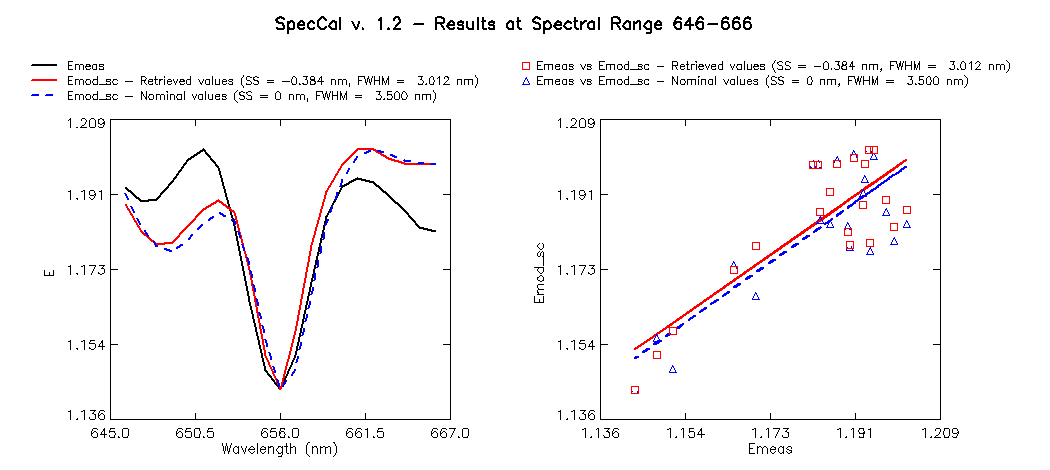 SpecCal v. 1.2 - Results at Spectral Range 646-666
Emeas
Emod_sc - Retrieved values (SS = -0.384 nm, FWHM = 3.012 nm)
Emod_sc - Nominal values (SS = 0 nm, FWHM = 3.500 nm)
1.209
1.191
1.173
1.154
1.136
E
645.0 650.5 656.0 661.5 667.0
Wavelength (nm)
Emeas vs Emod_sc - Retrieved values (SS = -0.384 nm, FWHM = 3.012 nm)
Emeas vs Emod_sc - Nominal values (SS = 0 nm, FWHM = 3.500 nm)
1.209
1.191
1.173
1.154
1.136
Emod_sc
1.136 1.154 1.173 1.191 1.209
Emeas